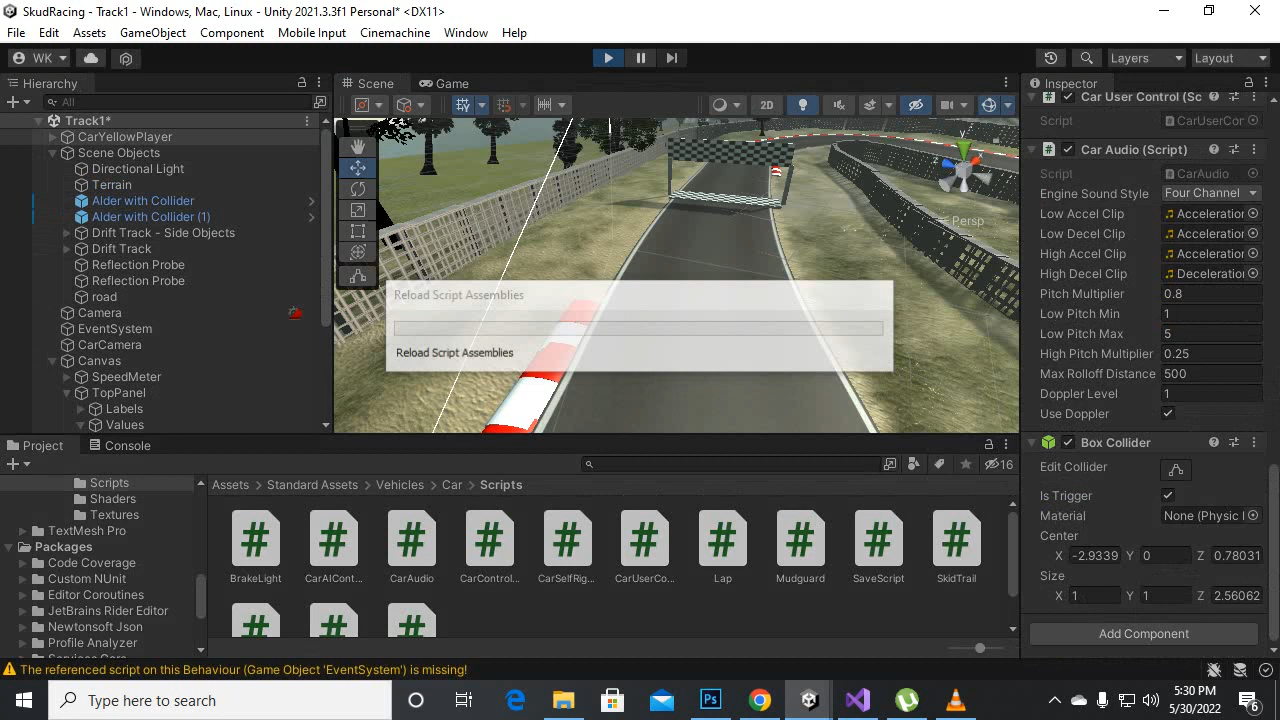 SkudRacing - Track1 - Windows, Mac, Linux - Unity 2021.3.3f1 Personal* <DX11>
File Edit Assets GameObject Component Mobile Input Cinemachine Window Help
WK Layers Layout
Hierarchy
All
Track1*
CarYellowPlayer
Scene Objects
Directional Light
Terrain
Alder with Collider
Alder with Collider (1)
Drift Track - Side Objects
Drift Track
Reflection Probe
Reflection Probe
road
Camera
EventSystem
CarCamera
Canvas
SpeedMeter
TopPanel
Labels
Values
Scene Game
2D
y
Persp
Reload Script Assemblies
Reload Script Assemblies
Inspector
Car User Control (Sc
Script CarUserCor
Car Audio (Script)
Script CarAudio
Engine Sound Style Four Channel
Low Accel Clip Acceleration
Low Decel Clip Acceleration
High Accel Clip Acceleration
High Decel Clip Deceleration
Pitch Multiplier 0.8
Low Pitch Min 1
Low Pitch Max 5
High Pitch Multiplier 0.25
Max Rolloff Distance 500
Doppler Level 1
Use Doppler
Box Collider
Edit Collider
Is Trigger
Material None (Physic
Center
X -2.9339 Y 0 Z 0.78031
Size
X 1 Y 1 Z 2.56062
Add Component
Project Console
16
Scripts
Shaders
Textures
TextMesh Pro
Packages
Code Coverage
Custom NUnit
Editor Coroutines
JetBrains Rider Editor
Newtonsoft Json
Profile Analyzer
Assets > Standard Assets > Vehicles > Car > Scripts
BrakeLight CarAICont... CarAudio CarControl... CarSelfRig... CarUserCo... Lap Mudguard SaveScript SkidTrail
The referenced script on this Behaviour (Game Object 'EventSystem') is missing!
Type here to search
5:30 PM
5/30/2022
6